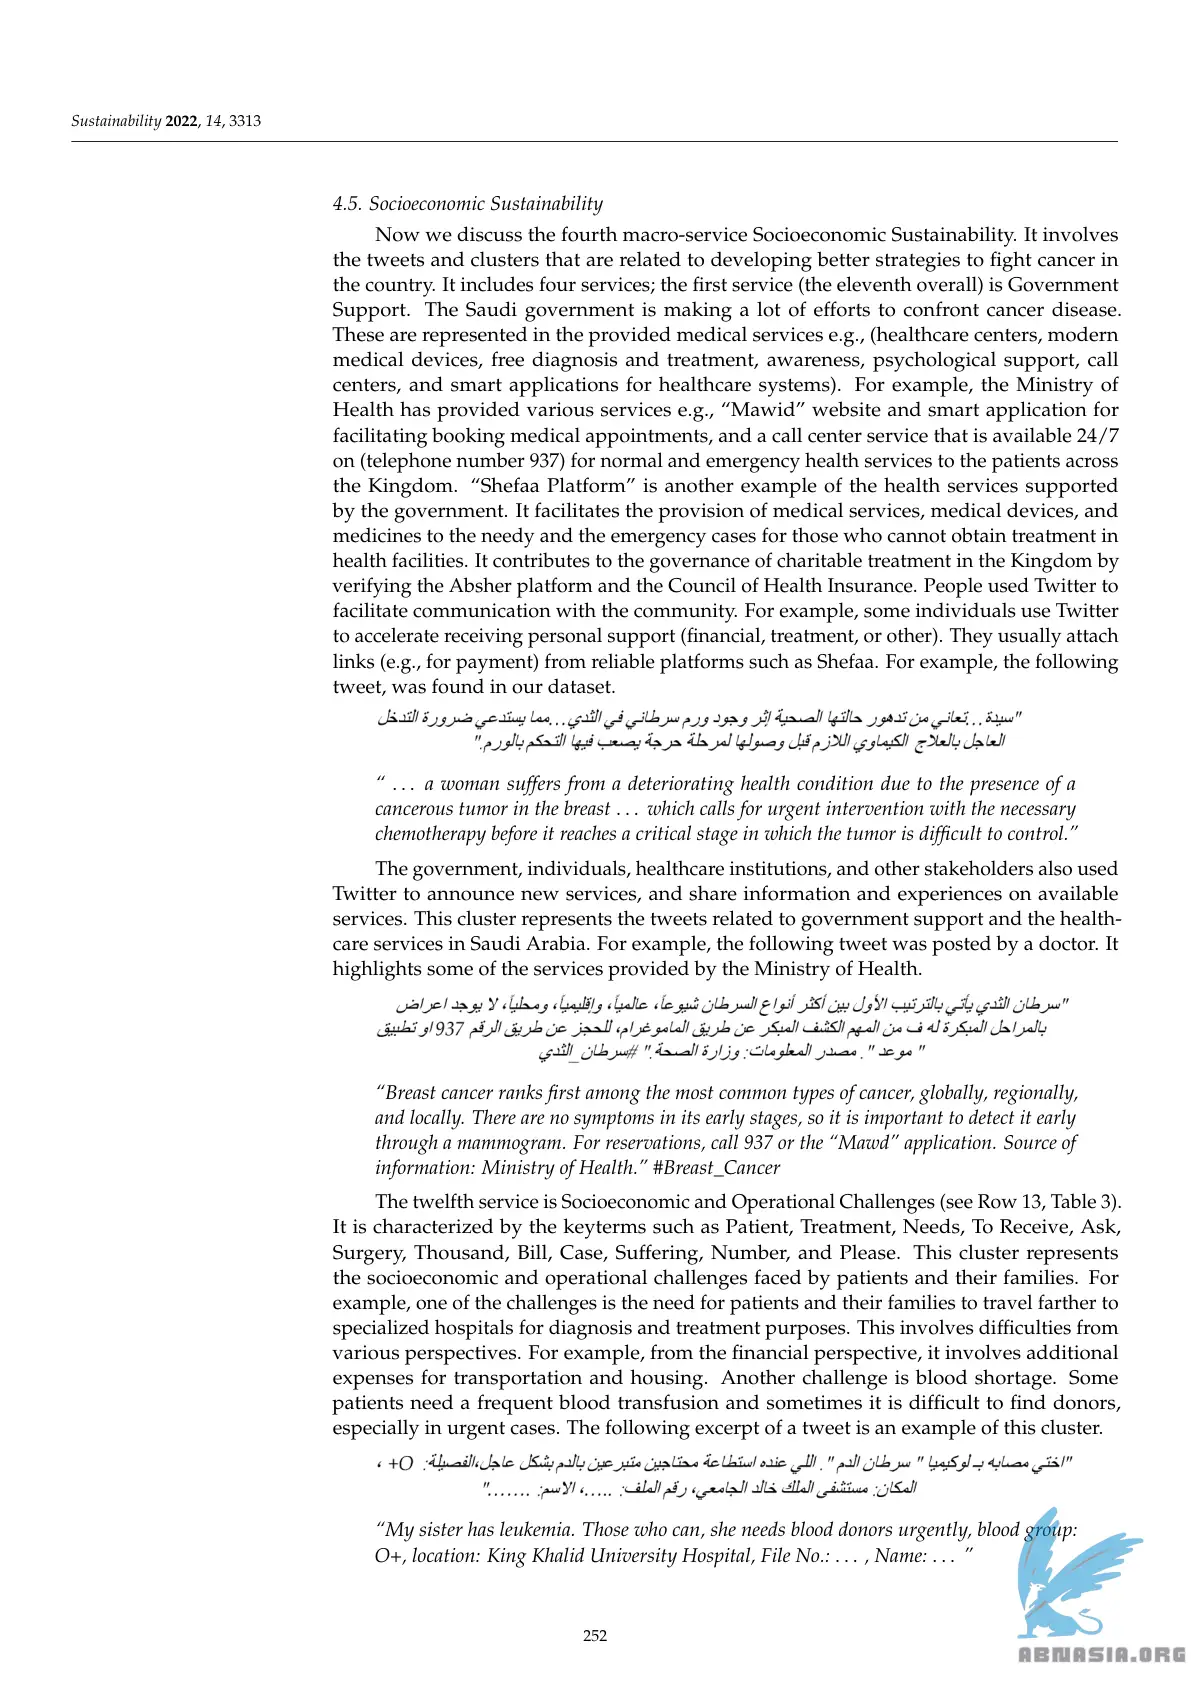 Sustainability 2022, 14, 3313
4.5. Socioeconomic Sustainability
Now we discuss the fourth macro-service Socioeconomic Sustainability. It involves
the tweets and clusters that are related to developing better strategies to fight cancer in
the country. It includes four services; the first service (the eleventh overall) is Government
Support. The Saudi government is making a lot of efforts to confront cancer disease.
These are represented in the provided medical services e.g., (healthcare centers, modern
medical devices, free diagnosis and treatment, awareness, psychological support, call
centers, and smart applications for healthcare systems). For example, the Ministry of
Health has provided various services e.g., “Mawid” website and smart application for
facilitating booking medical appointments, and a call center service that is available 24/7
on (telephone number 937) for normal and emergency health services to the patients across
the Kingdom. “Shefaa Platform” is another example of the health services supported
by the government. It facilitates the provision of medical services, medical devices, and
medicines to the needy and the emergency cases for those who cannot obtain treatment in
health facilities. It contributes to the governance of charitable treatment in the Kingdom by
verifying the Absher platform and the Council of Health Insurance. People used Twitter to
facilitate communication with the community. For example, some individuals use Twitter
to accelerate receiving personal support (financial, treatment, or other). They usually attach
links (e.g., for payment) from reliable platforms such as Shefaa. For example, the following
tweet, was found in our dataset.
"سيدة...تعاني من تدهور حالتها الصحية إثر وجود ورم سرطاني في الثدي...مما يستدعي ضرورة التدخل
العاجل بالعلاج الكيماوي اللازم قبل وصولها لمرحلة حرجة يصعب فيها التحكم بالورم."
“ . . . a woman suffers from a deteriorating health condition due to the presence of a
cancerous tumor in the breast . . . which calls for urgent intervention with the necessary
chemotherapy before it reaches a critical stage in which the tumor is difficult to control.”
The government, individuals, healthcare institutions, and other stakeholders also used
Twitter to announce new services, and share information and experiences on available
services. This cluster represents the tweets related to government support and the health-
care services in Saudi Arabia. For example, the following tweet was posted by a doctor. It
highlights some of the services provided by the Ministry of Health.
"سرطان الثدي يأتي بالترتيب الأول بين أكثر أنواع السرطان شيوعاً، عالمياً، وإقليمياً، ومحلياً، لا يوجد اعراض
بالمراحل المبكرة له ف من المهم الكشف المبكر عن طريق الماموغرام، للحجز عن طريق الرقم 937 او تطبيق
" موعد ". مصدر المعلومات: وزارة الصحة." #سرطان_الثدي
“Breast cancer ranks first among the most common types of cancer, globally, regionally,
and locally. There are no symptoms in its early stages, so it is important to detect it early
through a mammogram. For reservations, call 937 or the “Mawd” application. Source of
information: Ministry of Health.” #Breast_Cancer
The twelfth service is Socioeconomic and Operational Challenges (see Row 13, Table 3).
It is characterized by the keyterms such as Patient, Treatment, Needs, To Receive, Ask,
Surgery, Thousand, Bill, Case, Suffering, Number, and Please. This cluster represents
the socioeconomic and operational challenges faced by patients and their families. For
example, one of the challenges is the need for patients and their families to travel farther to
specialized hospitals for diagnosis and treatment purposes. This involves difficulties from
various perspectives. For example, from the financial perspective, it involves additional
expenses for transportation and housing. Another challenge is blood shortage. Some
patients need a frequent blood transfusion and sometimes it is difficult to find donors,
especially in urgent cases. The following excerpt of a tweet is an example of this cluster.
"اختي مصابه بـ لوكيميا " سرطان الدم ". اللي عنده استطاعة محتاجين متبرعين بالدم بشكل عاجل،الفصيلة: O+ ،
المكان: مستشفى الملك خالد الجامعي، رقم الملف: .....، الاسم: ......."
“My sister has leukemia. Those who can, she needs blood donors urgently, blood group:
O+, location: King Khalid University Hospital, File No.: . . . , Name: . . . ”
252
ABNASIA.ORG